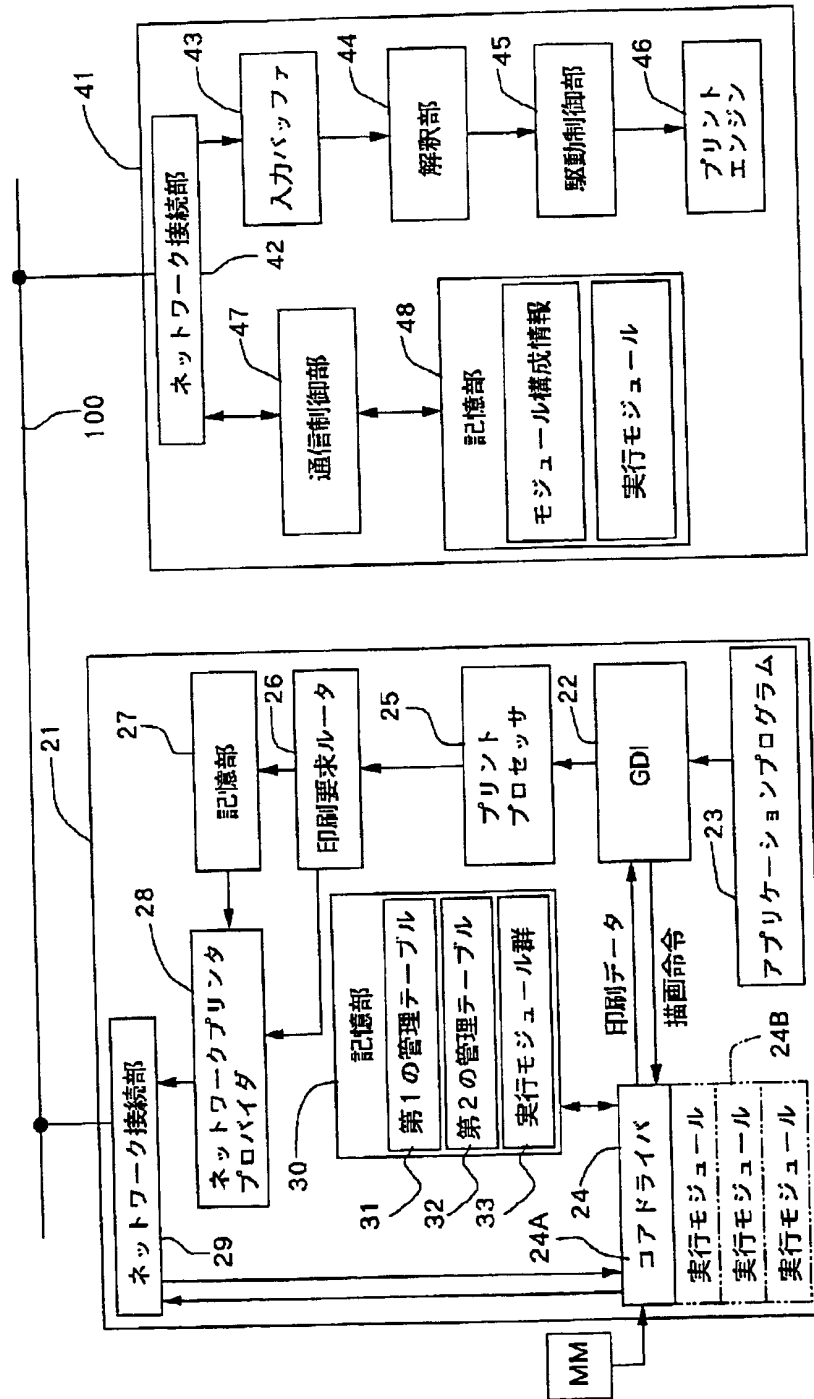 21
ネットワーク接続部
29
28
ネットワークプリンタ
プロバイダ
27
記憶部
26
印刷要求ルータ
25
プリント
プロセッサ
22
GDI
23
アプリケーションプログラム
30
記憶部
31
第1の管理テーブル
32
第2の管理テーブル
33
実行モジュール群
印刷データ
描画命令
24
24A
コアドライバ
24B
実行モジュール
実行モジュール
実行モジュール
MM
100
41
ネットワーク接続部
42
43
入力バッファ
44
解釈部
45
駆動制御部
46
プリント
エンジン
47
通信制御部
48
記憶部
モジュール構成情報
実行モジュール